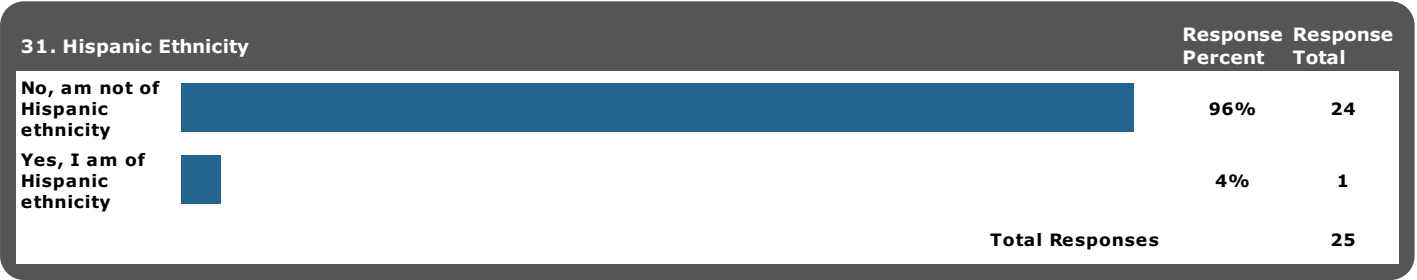 31. Hispanic Ethnicity
Response Response
Percent Total
No, am not of
Hispanic
ethnicity
96% 24
Yes, I am of
Hispanic
ethnicity
4% 1
Total Responses 25